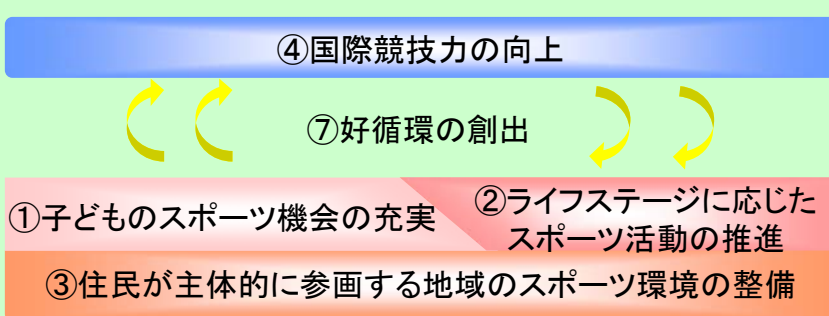 ④国際競技力の向上
⑦好循環の創出
①子どものスポーツ機会の充実
②ライフステージに応じた
スポーツ活動の推進
③住民が主体的に参画する地域のスポーツ環境の整備